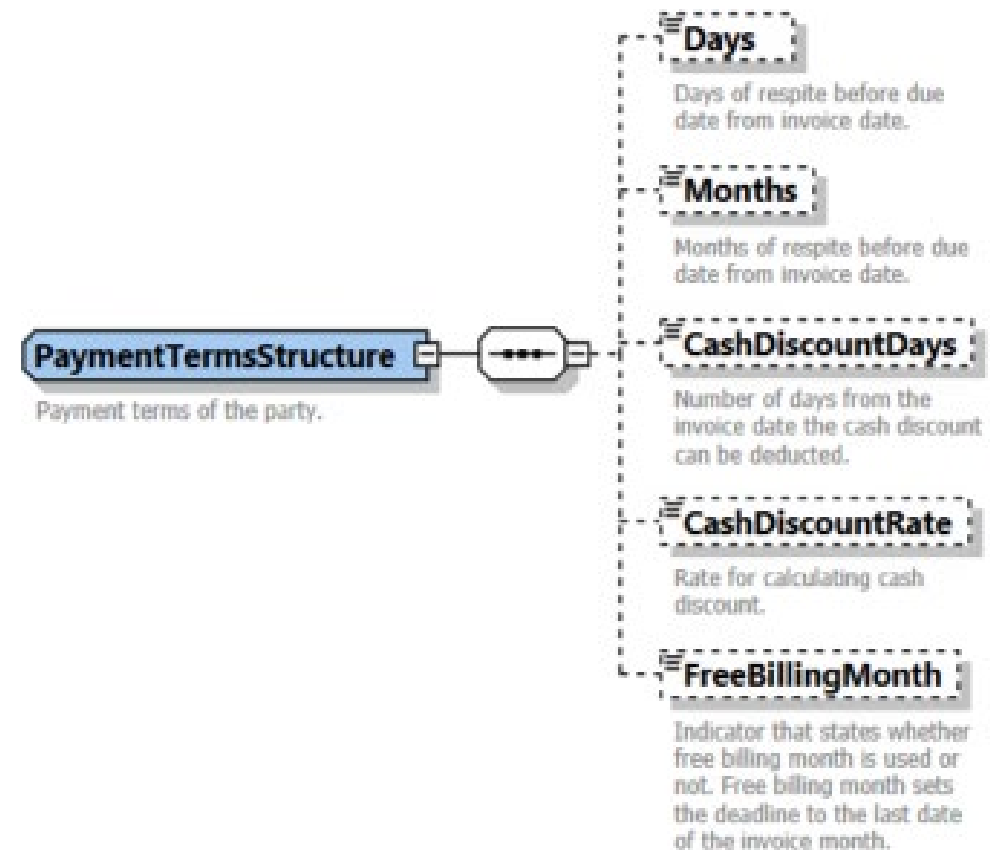 Days
Days of respite before due
date from invoice date.
Months
Months of respite before due
date from invoice date.
PaymentTermsStructure
Payment terms of the party.
CashDiscountDays
Number of days from the
invoice date the cash discount
can be deducted.
CashDiscountRate
Rate for calculating cash
discount.
FreeBillingMonth
Indicator that states whether
free billing month is used or
not. Free billing month sets
the deadline to the last date
of the invoice month.